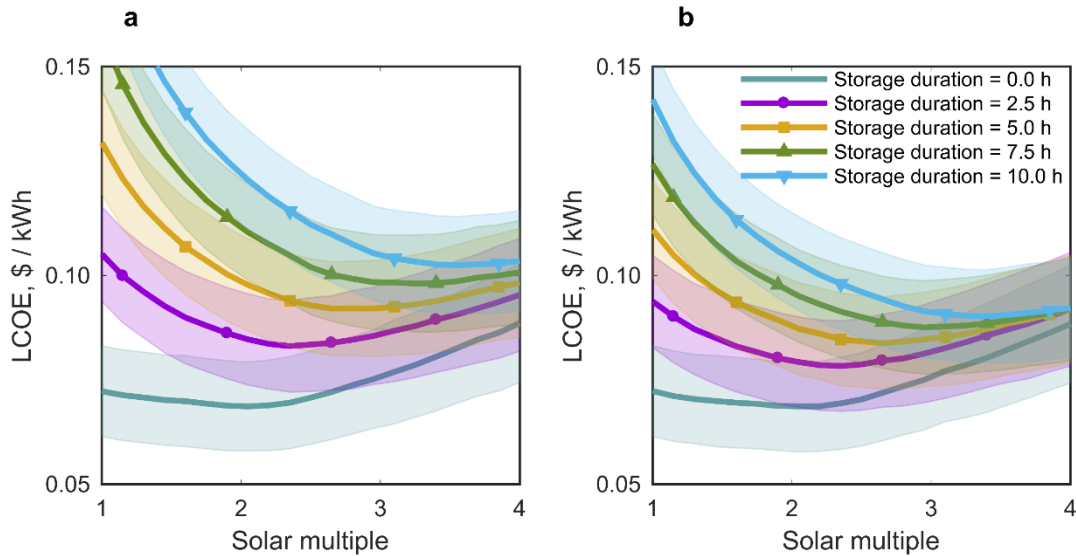 a
0.15
0.10
0.05
LCOE, $ / kWh
1 2 3 4
Solar multiple
b
0.15
0.10
0.05
LCOE, $ / kWh
1 2 3 4
Solar multiple
Storage duration = 0.0 h
Storage duration = 2.5 h
Storage duration = 5.0 h
Storage duration = 7.5 h
Storage duration = 10.0 h